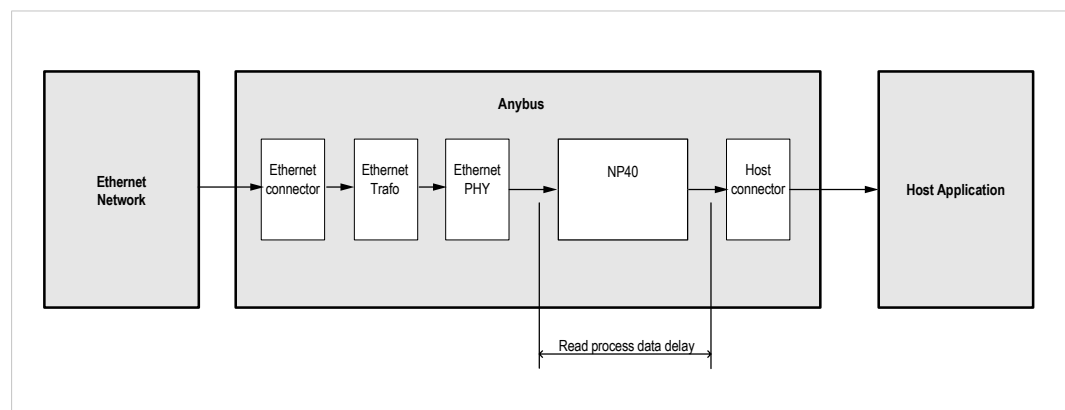 Anybus
Ethernet
Network
Ethernet
connector
Ethernet
Trafo
Ethernet
PHY
NP40
Host
connector
Host Application
Read process data delay